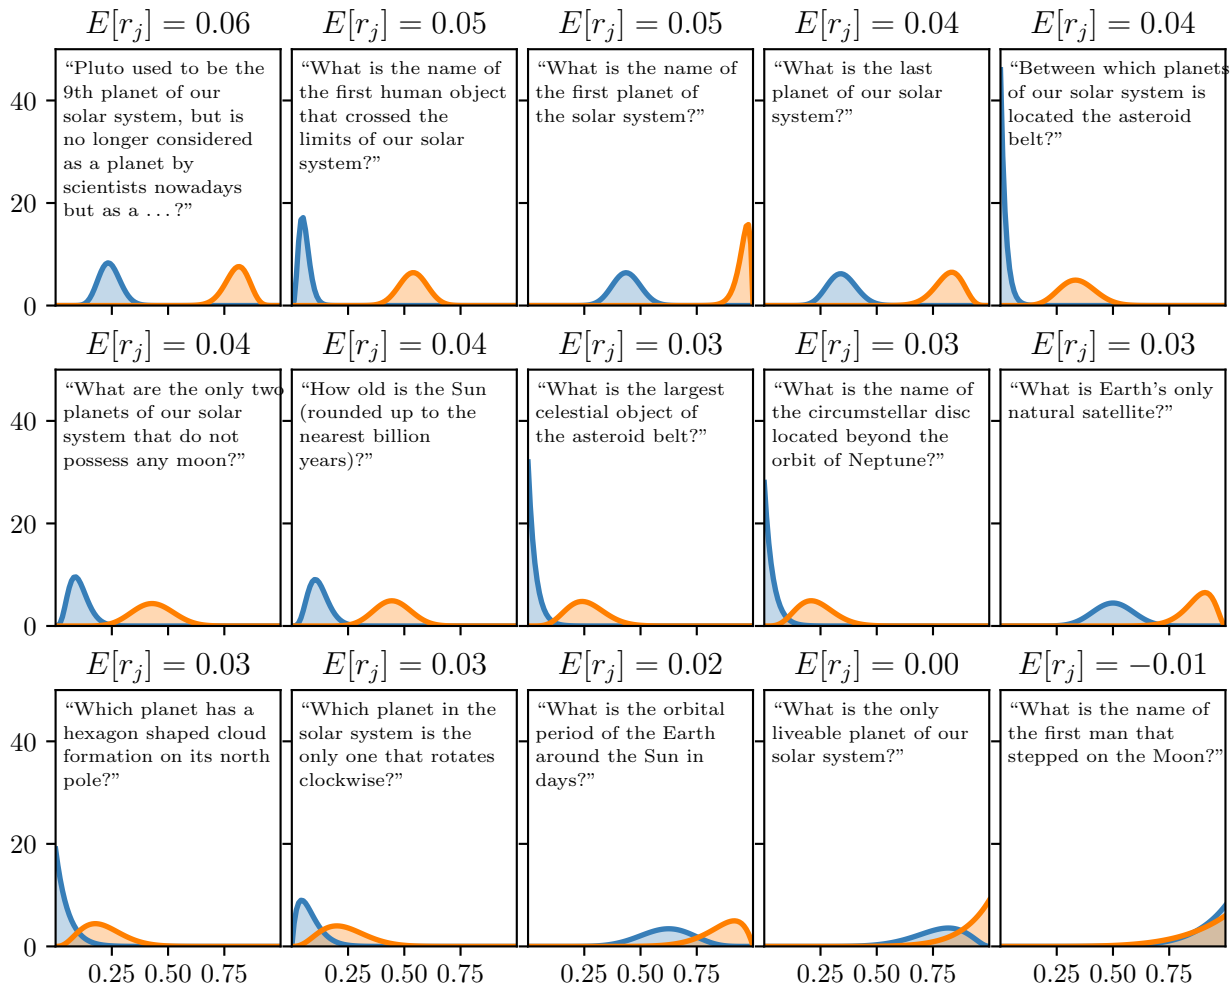 E[r_j] = 0.06
E[r_j] = 0.05
E[r_j] = 0.05
E[r_j] = 0.04
E[r_j] = 0.04
“Pluto used to be the
9th planet of our
solar system, but is
no longer considered
as a planet by
scientists nowadays
but as a …?”
“What is the name of
the first human object
that crossed the
limits of our solar
system?”
“What is the name of
the first planet of
the solar system?”
“What is the last
planet of our solar
system?”
“Between which planets
of our solar system is
located the asteroid
belt?”
40
20
0
E[r_j] = 0.04
E[r_j] = 0.04
E[r_j] = 0.03
E[r_j] = 0.03
E[r_j] = 0.03
“What are the only two
planets of our solar
system that do not
possess any moon?”
“How old is the Sun
(rounded up to the
nearest billion
years)?”
“What is the largest
celestial object of
the asteroid belt?”
“What is the name of
the circumstellar disc
located beyond the
orbit of Neptune?”
“What is Earth’s only
natural satellite?”
40
20
0
E[r_j] = 0.03
E[r_j] = 0.03
E[r_j] = 0.02
E[r_j] = 0.00
E[r_j] = −0.01
“Which planet has a
hexagon shaped cloud
formation on its north
pole?”
“Which planet in the
solar system is the
only one that rotates
clockwise?”
“What is the orbital
period of the Earth
around the Sun in
days?”
“What is the only
liveable planet of our
solar system?”
“What is the name of
the first man that
stepped on the Moon?”
40
20
0
0.25 0.50 0.75
0.25 0.50 0.75
0.25 0.50 0.75
0.25 0.50 0.75
0.25 0.50 0.75